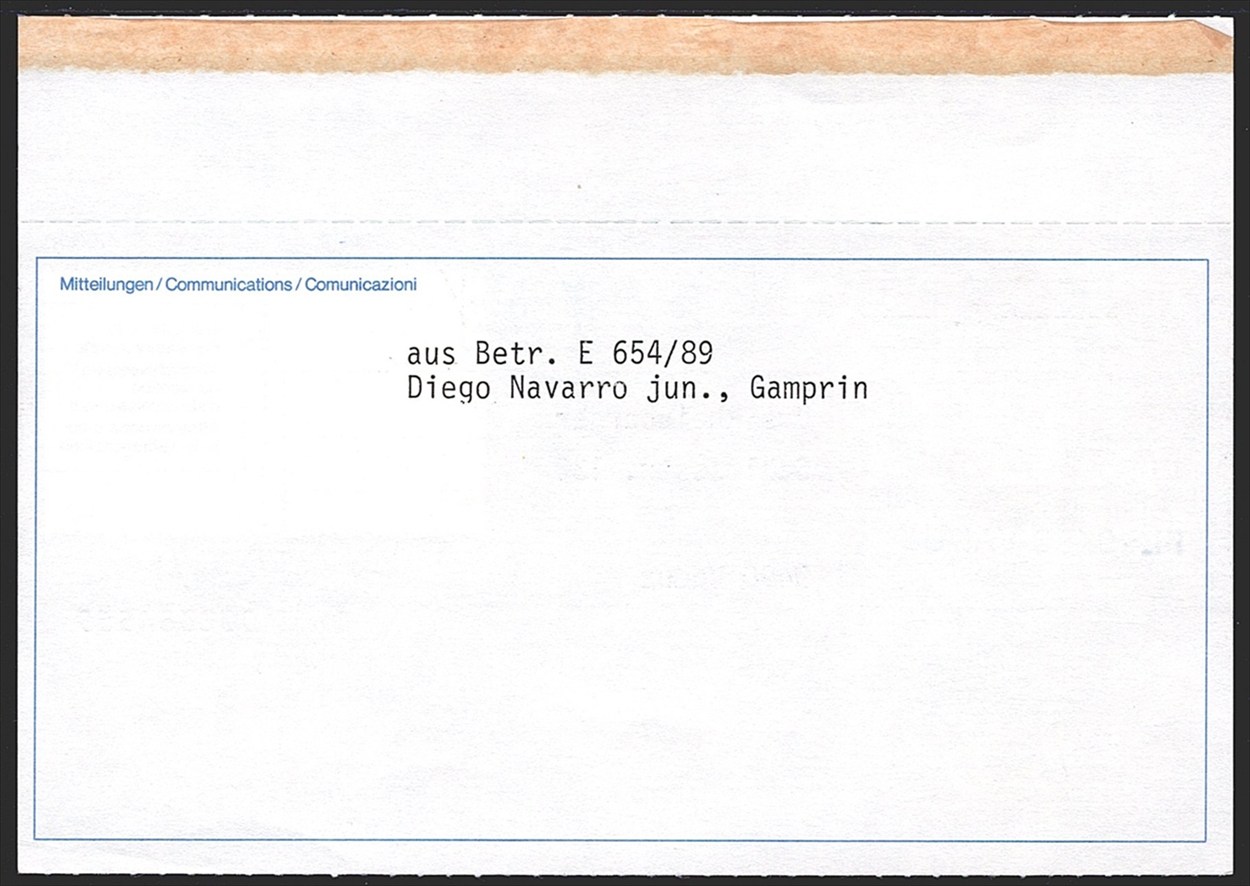 Mitteilungen / Communications / Comunicazioni
aus Betr. E 654/89
Diego Navarro jun., Gamprin